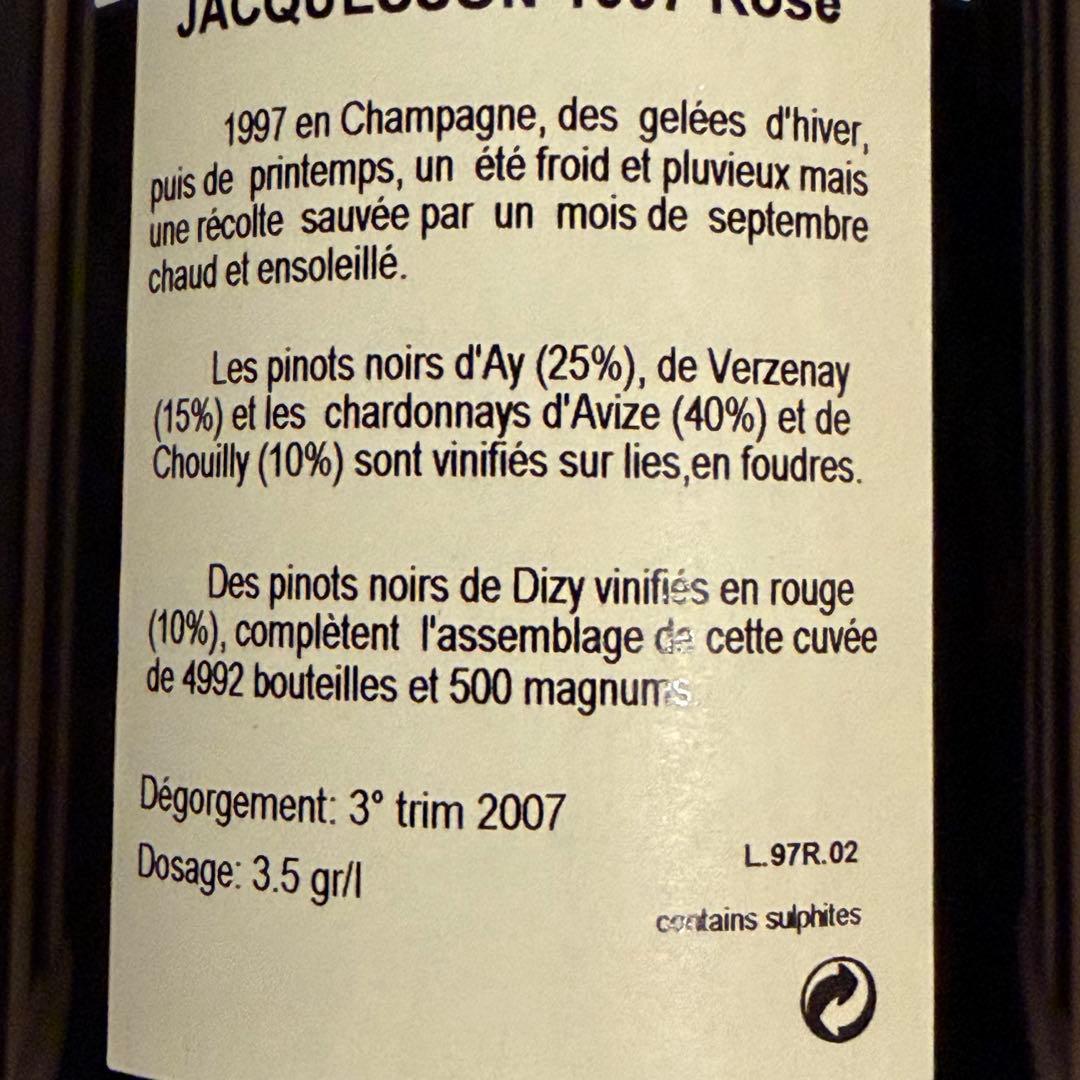 JACQUESSON 1997 Rosé
1997 en Champagne, des gelées d'hiver,
puis de printemps, un été froid et pluvieux mais
une récolte sauvée par un mois de septembre
chaud et ensoleillé.
Les pinots noirs d'Ay (25%), de Verzenay
(15%) et les chardonnays d'Avize (40%) et de
Chouilly (10%) sont vinifiés sur lies,en foudres.
Des pinots noirs de Dizy vinifiés en rouge
(10%), complètent l'assemblage de cette cuvée
de 4992 bouteilles et 500 magnums
Dégorgement: 3° trim 2007
Dosage: 3.5 gr/l
L.97R.02
contains sulphites